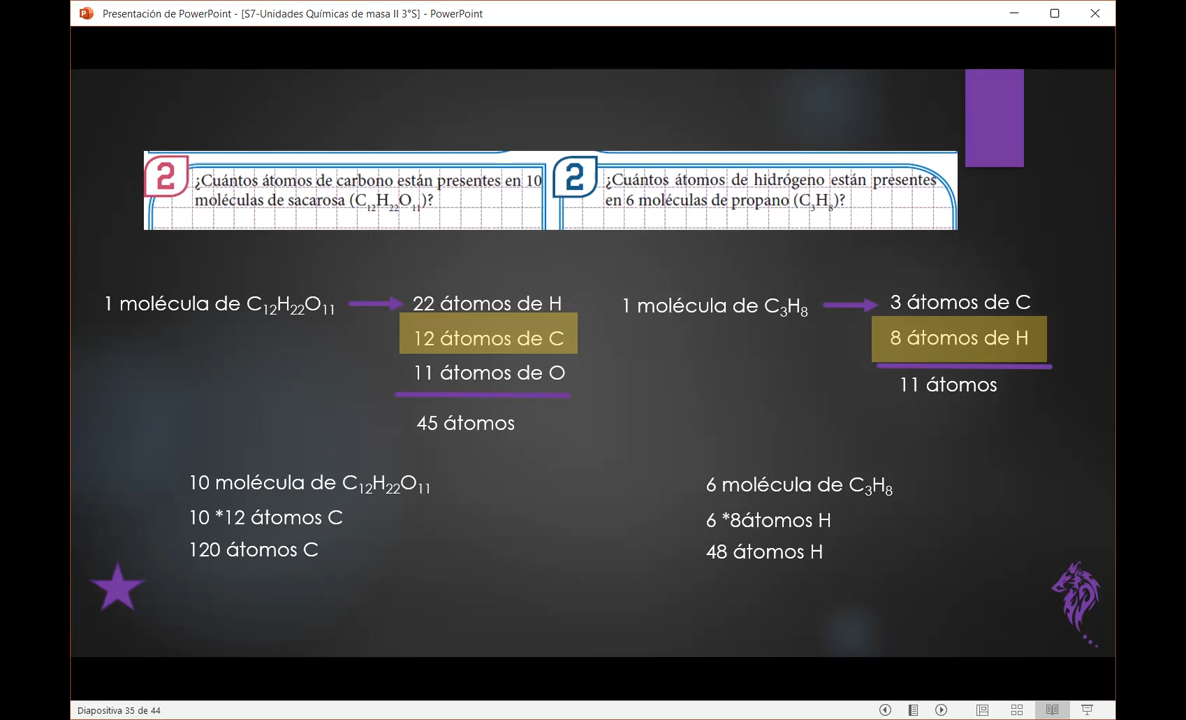 Presentación de PowerPoint - [S7-Unidades Químicas de masa II 3°S] - PowerPoint
2
¿Cuántos átomos de carbono están presentes en 10
moléculas de sacarosa (C₁₂H₂₂O₁₁)?
2
¿Cuántos átomos de hidrógeno están presentes
en 6 moléculas de propano (C₃H₈)?
1 molécula de C₁₂H₂₂O₁₁
22 átomos de H
12 átomos de C
11 átomos de O
45 átomos
1 molécula de C₃H₈
3 átomos de C
8 átomos de H
11 átomos
10 molécula de C₁₂H₂₂O₁₁
10 *12 átomos C
120 átomos C
6 molécula de C₃H₈
6 *8átomos H
48 átomos H
Diapositiva 35 de 44